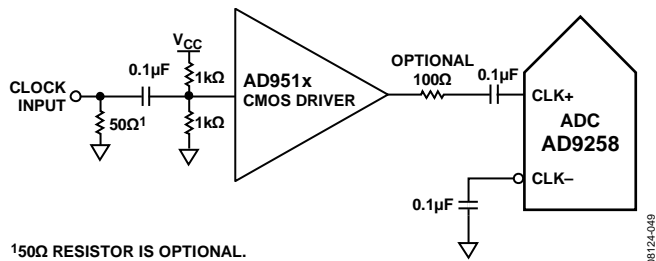 V_CC
0.1µF
1kΩ
CLOCK
INPUT
50Ω¹
1kΩ
AD951x
CMOS DRIVER
OPTIONAL
100Ω
0.1µF
CLK+
ADC
AD9258
CLK–
0.1µF
¹50Ω RESISTOR IS OPTIONAL.
08124-049